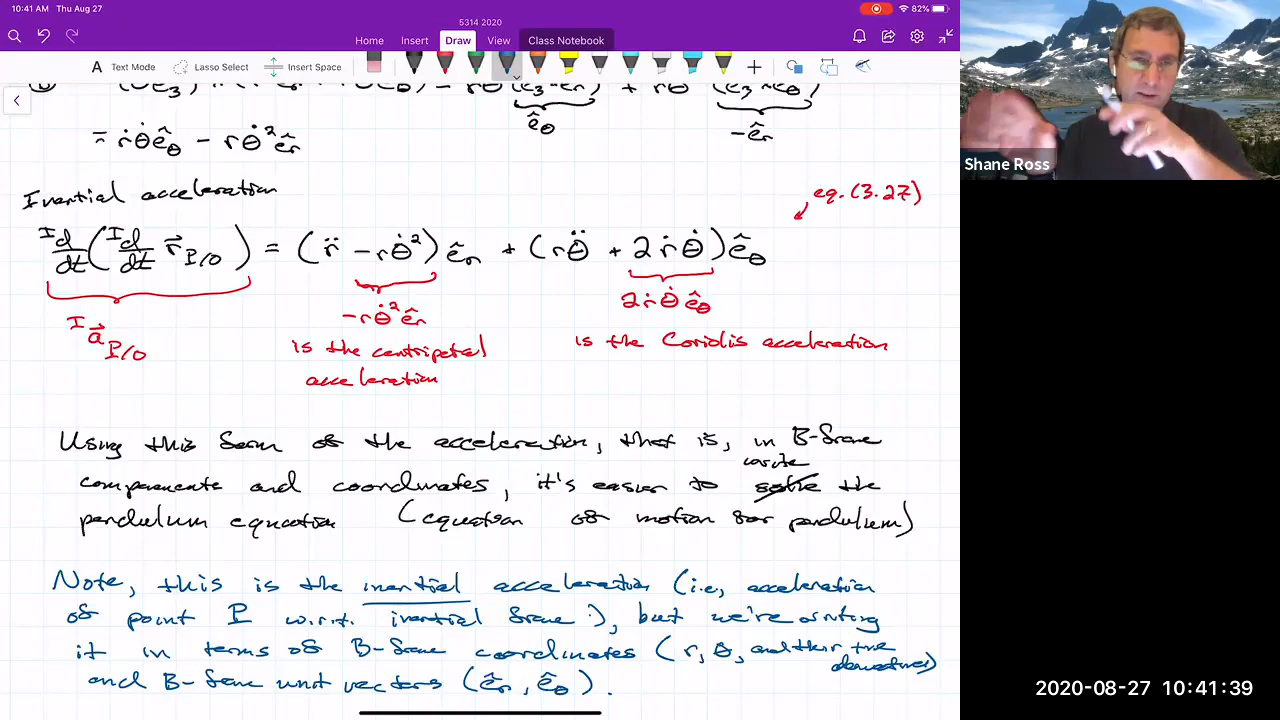 10:41 AM Thu Aug 27
82%
5314 2020
Home Insert Draw View Class Notebook
Text Mode Lasso Select Insert Space
= ṙθ̇ê_θ − rθ̇²ê_r
ê_θ
−ê_r
Shane Ross
Inertial acceleration
eq. (3.27)
ᴵd/dt (ᴵd/dt r⃗_P/O) = (r̈ − rθ̇²) ê_r + (rθ̈ + 2ṙθ̇) ê_θ
ᴵa⃗_P/O
−rθ̇²ê_r
is the centripetal
acceleration
2ṙθ̇ê_θ
is the Coriolis acceleration
Using this form of the acceleration, that is, in B-frame
components and coordinates, it's easier to write the
pendulum equation (equation of motion for pendulum)
Note, this is the inertial acceleration (i.e., acceleration
of point P w.r.t. inertial frame), but we're writing
it in terms of B-frame coordinates (r, θ, and their time
derivatives)
and B-frame unit vectors (ê_r, ê_θ).
2020-08-27 10:41:39